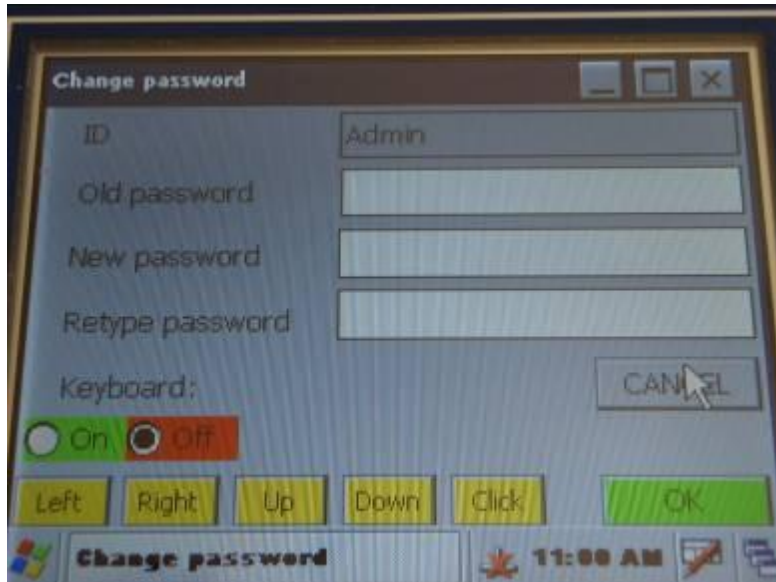 Change password
ID Admin
Old password
New password
Retype password
Keyboard: CANCEL
On Off
Left Right Up Down Click OK
Change password 11:00 AM